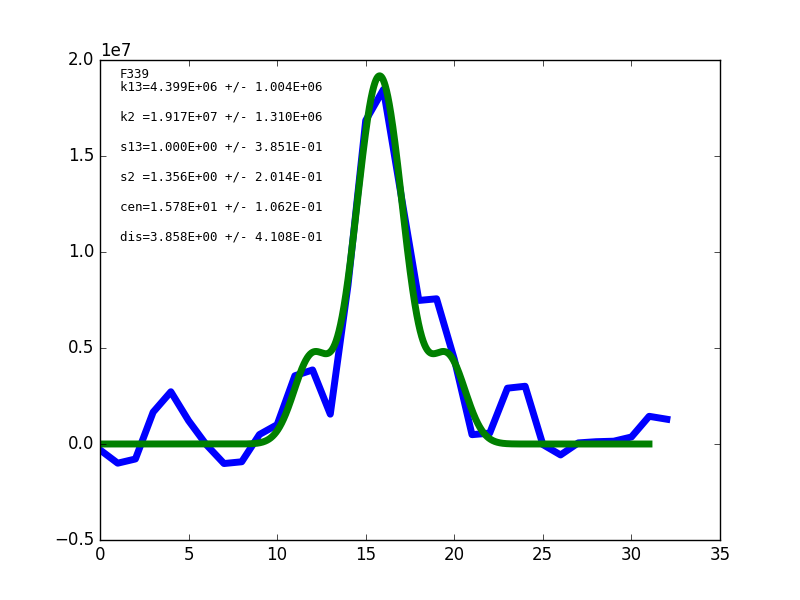 1e7
2.0
1.5
1.0
0.5
0.0
−0.5
F339
k13=4.399E+06 +/- 1.004E+06
k2 =1.917E+07 +/- 1.310E+06
s13=1.000E+00 +/- 3.851E-01
s2 =1.356E+00 +/- 2.014E-01
cen=1.578E+01 +/- 1.062E-01
dis=3.858E+00 +/- 4.108E-01
0 5 10 15 20 25 30 35